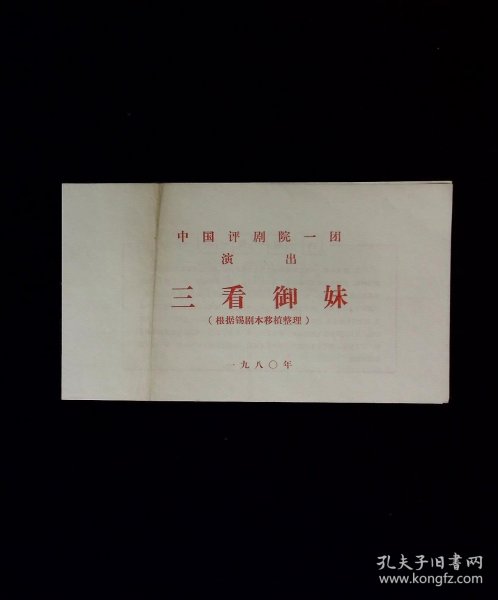 中国评剧院一团
演出
三看御妹
（根据锡剧本移植整理）
一九八〇年
孔夫子旧书网
www.kongfz.com